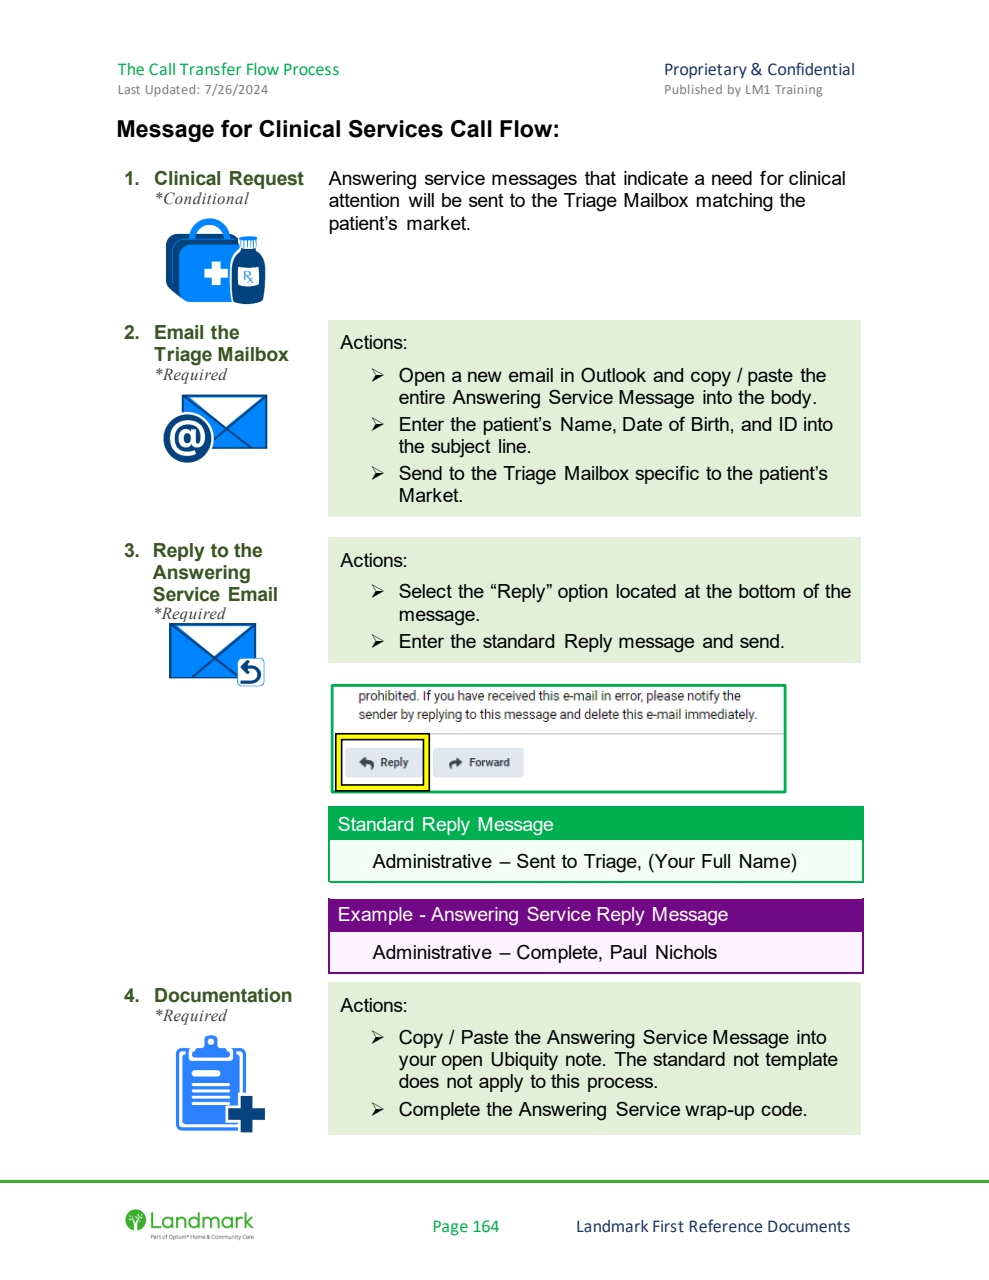 The Call Transfer Flow Process
Proprietary & Confidential
Last Updated: 7/26/2024
Published by LM1 Training
Message for Clinical Services Call Flow:
1. Clinical Request
*Conditional
Answering service messages that indicate a need for clinical
attention will be sent to the Triage Mailbox matching the
patient's market.
Rx
2. Email the
Triage Mailbox
*Required
@
Actions:
➢ Open a new email in Outlook and copy / paste the
entire Answering Service Message into the body.
➢ Enter the patient's Name, Date of Birth, and ID into
the subject line.
➢ Send to the Triage Mailbox specific to the patient's
Market.
3. Reply to the
Answering
Service Email
*Required
Actions:
➢ Select the "Reply" option located at the bottom of the
message.
➢ Enter the standard Reply message and send.
prohibited. If you have received this e-mail in error, please notify the
sender by replying to this message and delete this e-mail immediately.
Reply
Forward
Standard Reply Message
Administrative – Sent to Triage, (Your Full Name)
Example - Answering Service Reply Message
Administrative – Complete, Paul Nichols
4. Documentation
*Required
Actions:
➢ Copy / Paste the Answering Service Message into
your open Ubiquity note. The standard not template
does not apply to this process.
➢ Complete the Answering Service wrap-up code.
Landmark
Part of Optum® Home & Community Care
Page 164
Landmark First Reference Documents